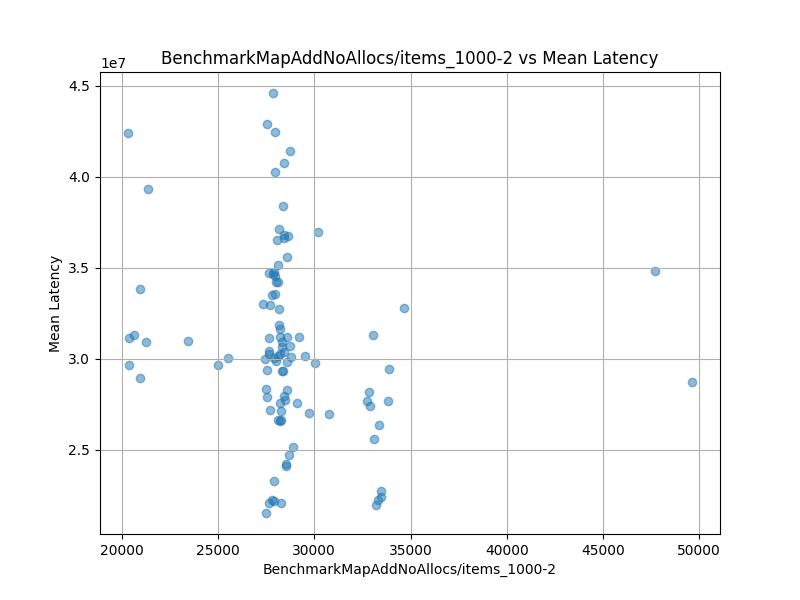 BenchmarkMapAddNoAllocs/items_1000-2 vs Mean Latency
1e7
4.5
4.0
3.5
3.0
2.5
Mean Latency
20000 25000 30000 35000 40000 45000 50000
BenchmarkMapAddNoAllocs/items_1000-2